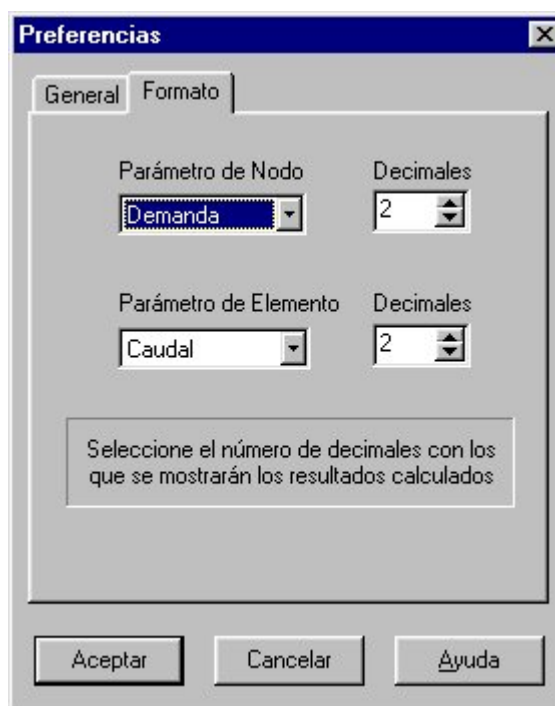 Preferencias
General Formato
Parámetro de Nodo Decimales
Demanda 2
Parámetro de Elemento Decimales
Caudal 2
Seleccione el número de decimales con los
que se mostrarán los resultados calculados
Aceptar Cancelar Ayuda